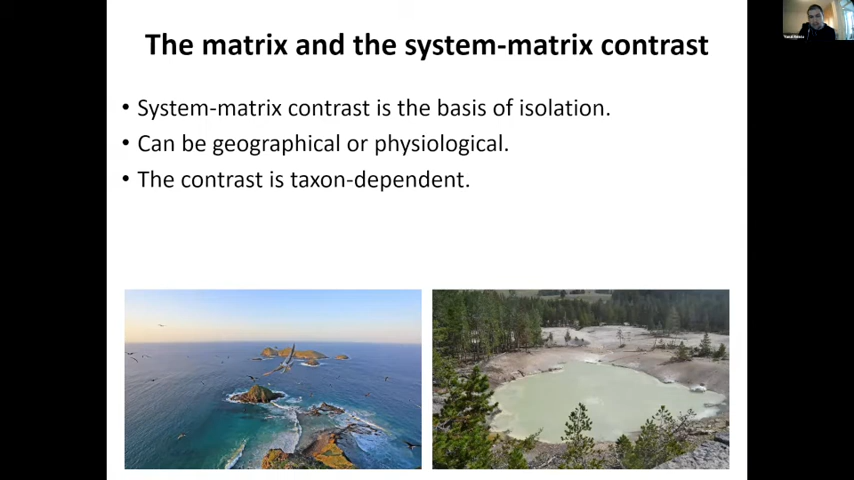 The matrix and the system-matrix contrast
• System-matrix contrast is the basis of isolation.
• Can be geographical or physiological.
• The contrast is taxon-dependent.